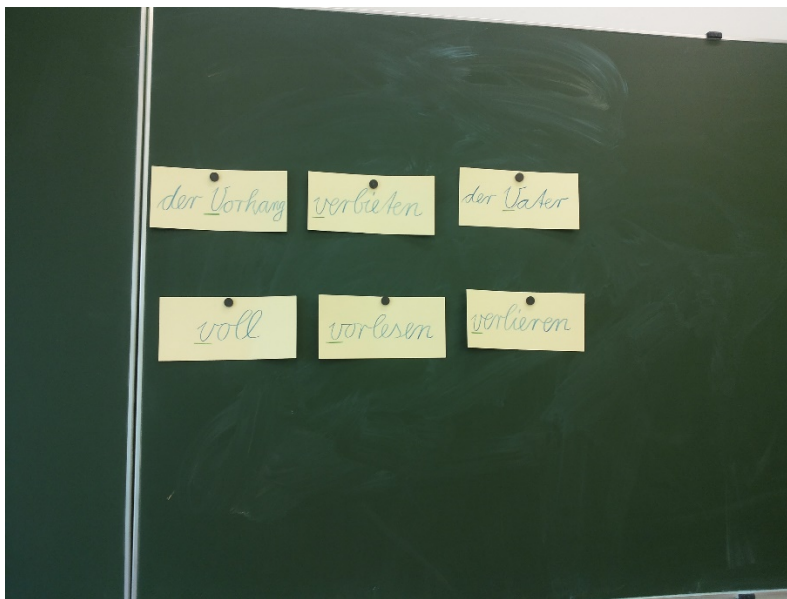 der Vorhang
verbieten
der Vater
voll
vorlesen
verlieren